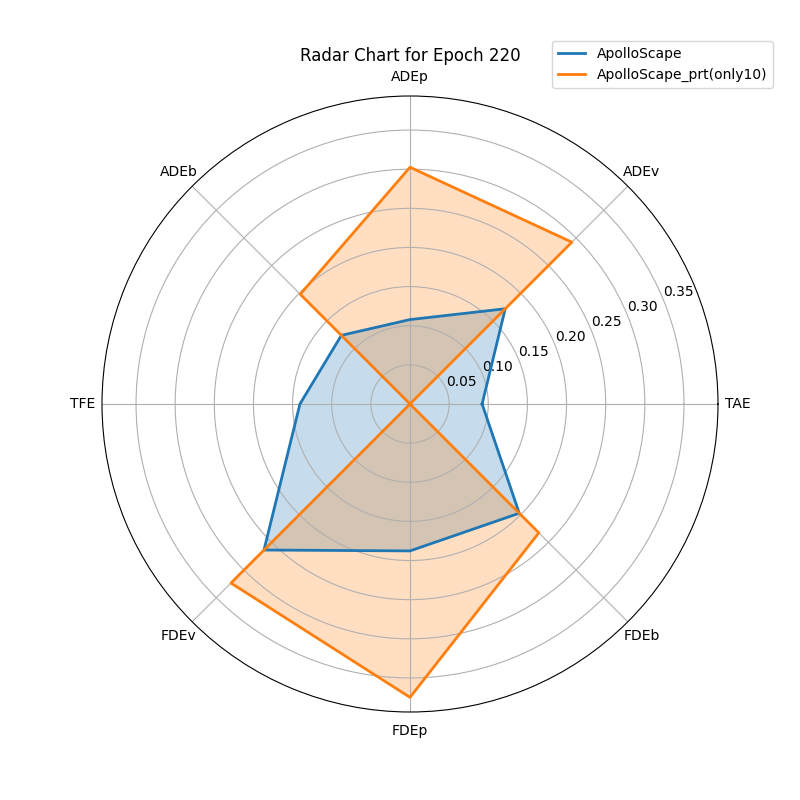 Radar Chart for Epoch 220
ApolloScape
ApolloScape_prt(only10)
ADEp
ADEb
ADEv
0.35
0.30
0.25
0.20
0.15
0.10
0.05
TFE
TAE
FDEv
FDEb
FDEp